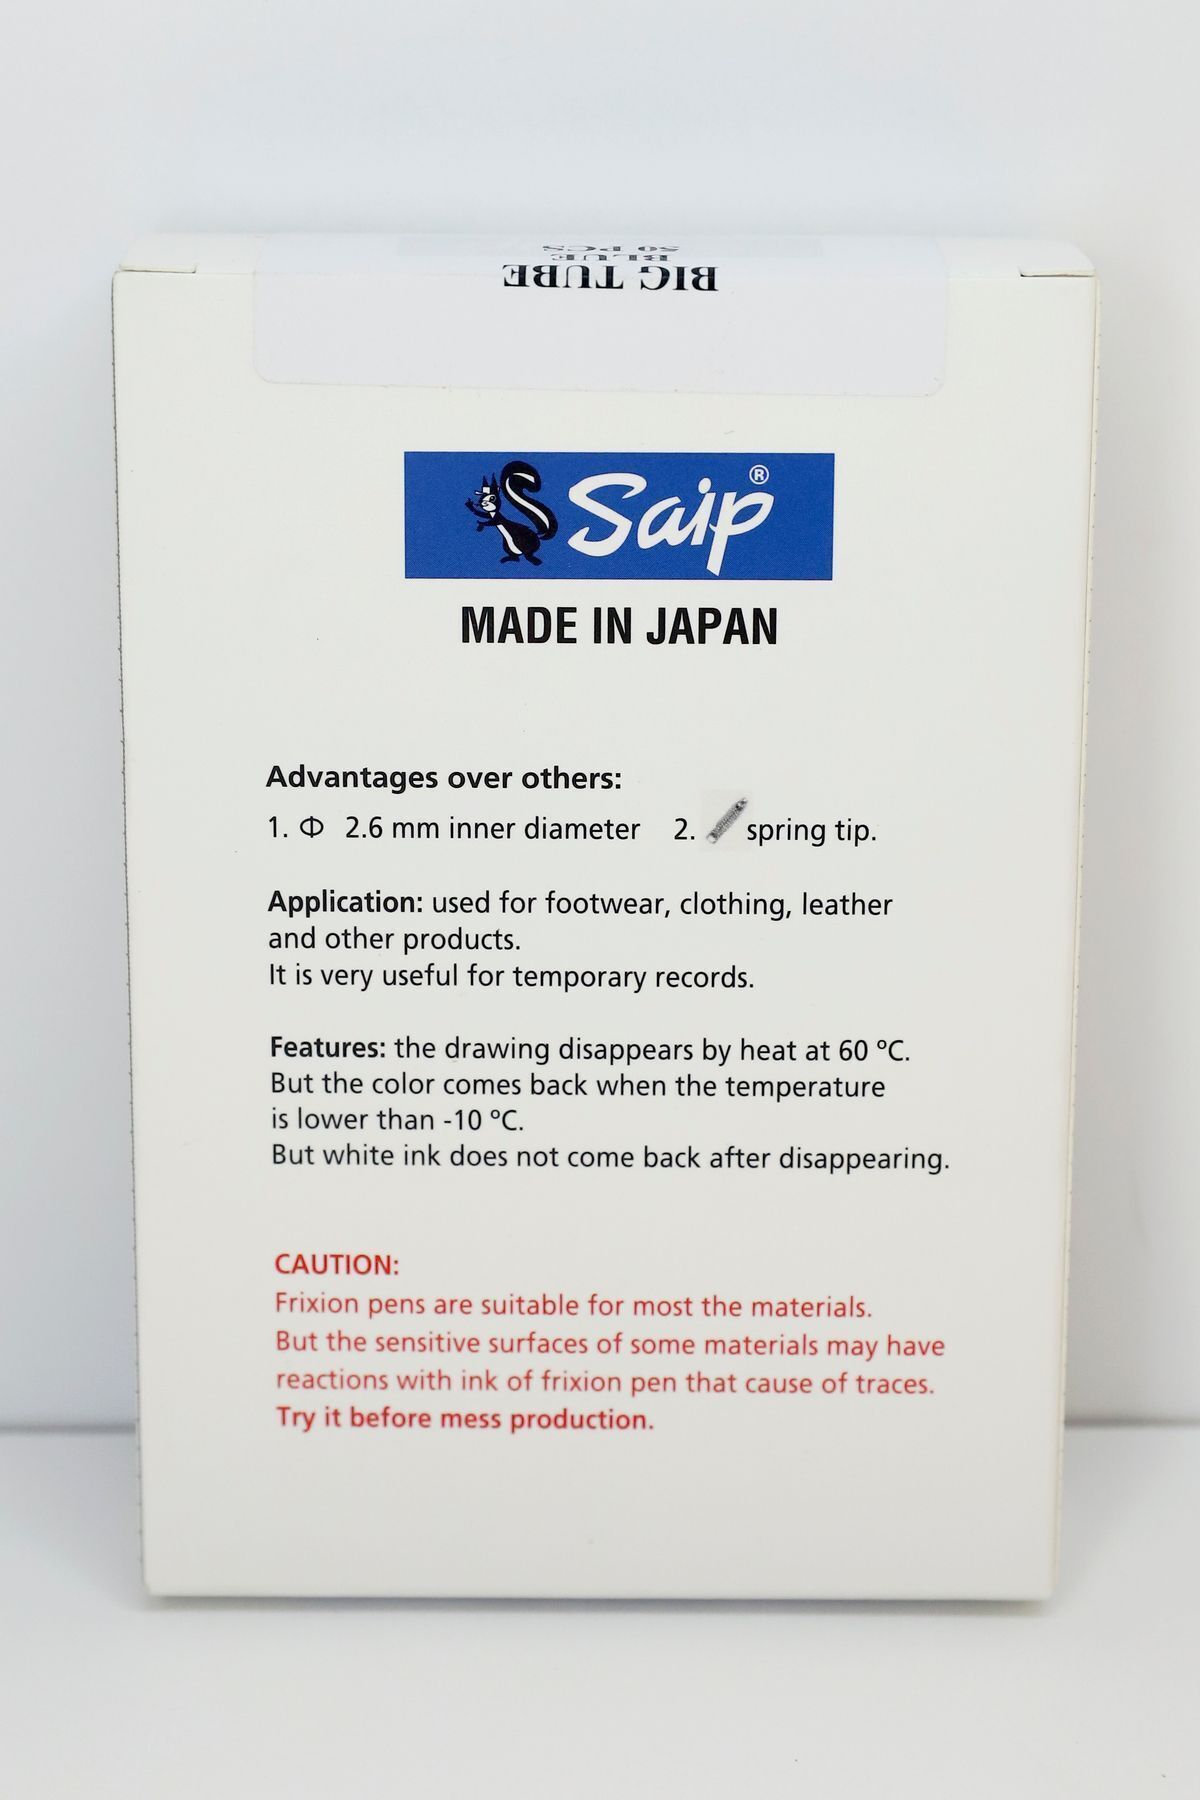 50 PCS
BLUE
BIG TUBE
Saip®
MADE IN JAPAN
Advantages over others:
1. Φ 2.6 mm inner diameter 2. spring tip.
Application: used for footwear, clothing, leather
and other products.
It is very useful for temporary records.
Features: the drawing disappears by heat at 60 ºC.
But the color comes back when the temperature
is lower than -10 ºC.
But white ink does not come back after disappearing.
CAUTION:
Frixion pens are suitable for most the materials.
But the sensitive surfaces of some materials may have
reactions with ink of frixion pen that cause of traces.
Try it before mess production.